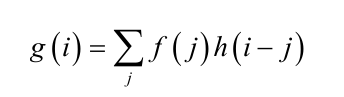 g(i) = ∑_j f(j)h(i − j)